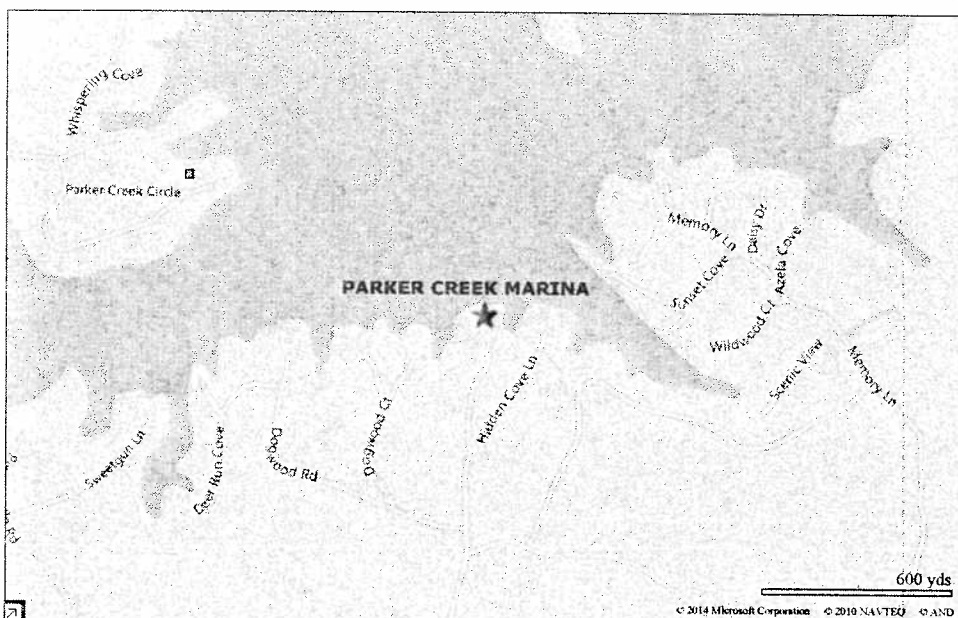 Whispering Cove
Parker Creek Circle
Memory Ln
Daisy Dr
Azela Cove
Sunset Cove
PARKER CREEK MARINA
Wildwood Ct
Scenic View
Memory Ln
Hidden Cove Ln
Dogwood Ct
Dogwood Rd
Deer Run Cove
Sweetgun Ln
600 yds
© 2014 Microsoft Corporation © 2010 NAVTEQ © AND